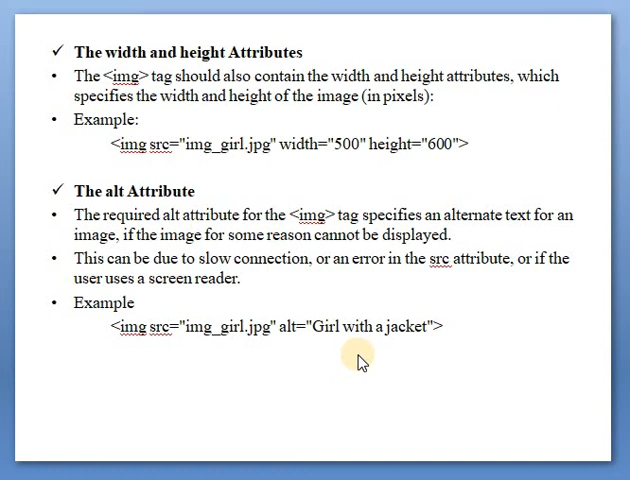 ✓ The width and height Attributes
• The <img> tag should also contain the width and height attributes, which
specifies the width and height of the image (in pixels):
• Example:
<img src="img_girl.jpg" width="500" height="600">
✓ The alt Attribute
• The required alt attribute for the <img> tag specifies an alternate text for an
image, if the image for some reason cannot be displayed.
• This can be due to slow connection, or an error in the src attribute, or if the
user uses a screen reader.
• Example
<img src="img_girl.jpg" alt="Girl with a jacket">